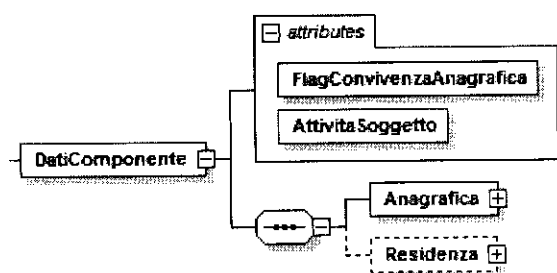 attributes
FlagConvivenzaAnagrafica
AttivitaSoggetto
DatiComponente
Anagrafica
Residenza